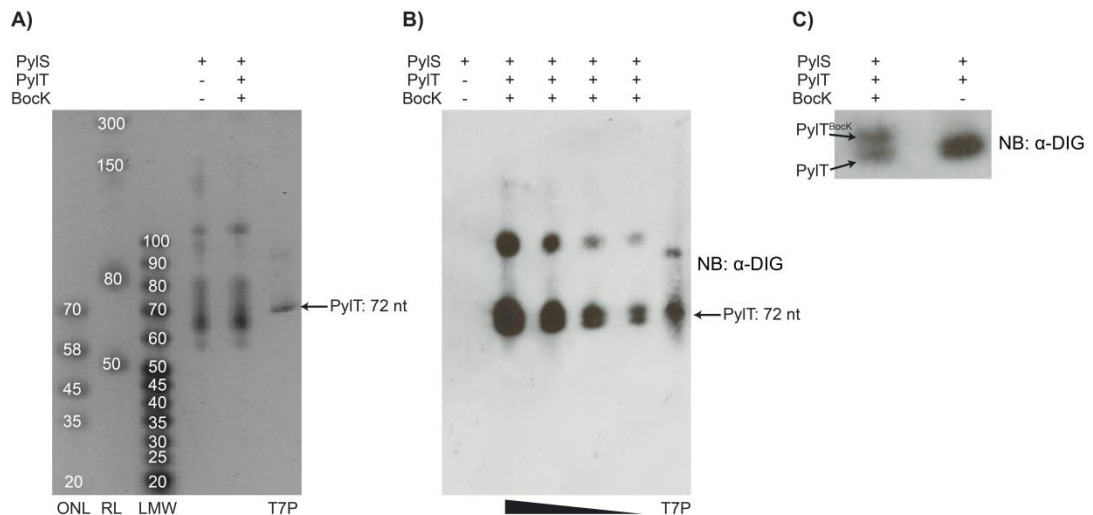 A)
PylS + +
PylT - +
BocK - +
300
150
100
90
80
80
70
70
60
58
50
50
45
45
40
35
35
30
25
20
20
PylT: 72 nt
ONL RL LMW T7P
B)
PylS + + + + +
PylT - + + + +
BocK - + + + +
NB: α-DIG
PylT: 72 nt
T7P
C)
PylS + +
PylT + +
BocK + -
PylTBocK
PylT
NB: α-DIG